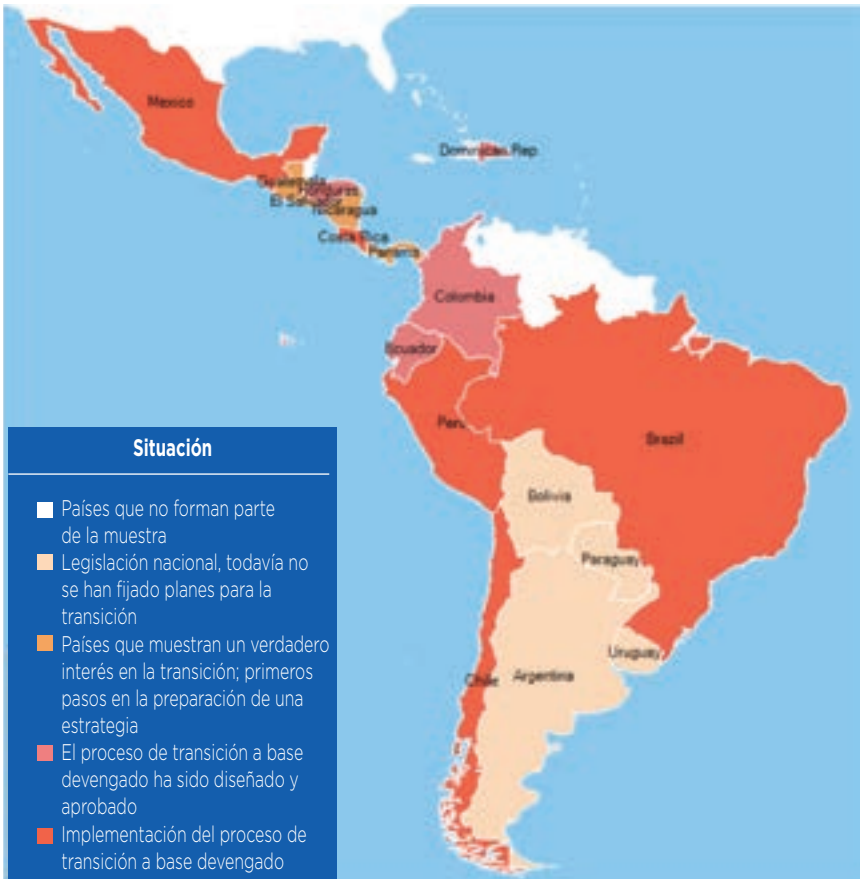 Mexico
Dominican Rep
Guatemala
Honduras
El Salvador
Nicaragua
Costa Rica
Panama
Colombia
Ecuador
Peru
Brazil
Bolivia
Paraguay
Uruguay
Chile
Argentina
Situación
Países que no forman parte
de la muestra
Legislación nacional, todavía no
se han fijado planes para la
transición
Países que muestran un verdadero
interés en la transición; primeros
pasos en la preparación de una
estrategia
El proceso de transición a base
devengado ha sido diseñado y
aprobado
Implementación del proceso de
transición a base devengado